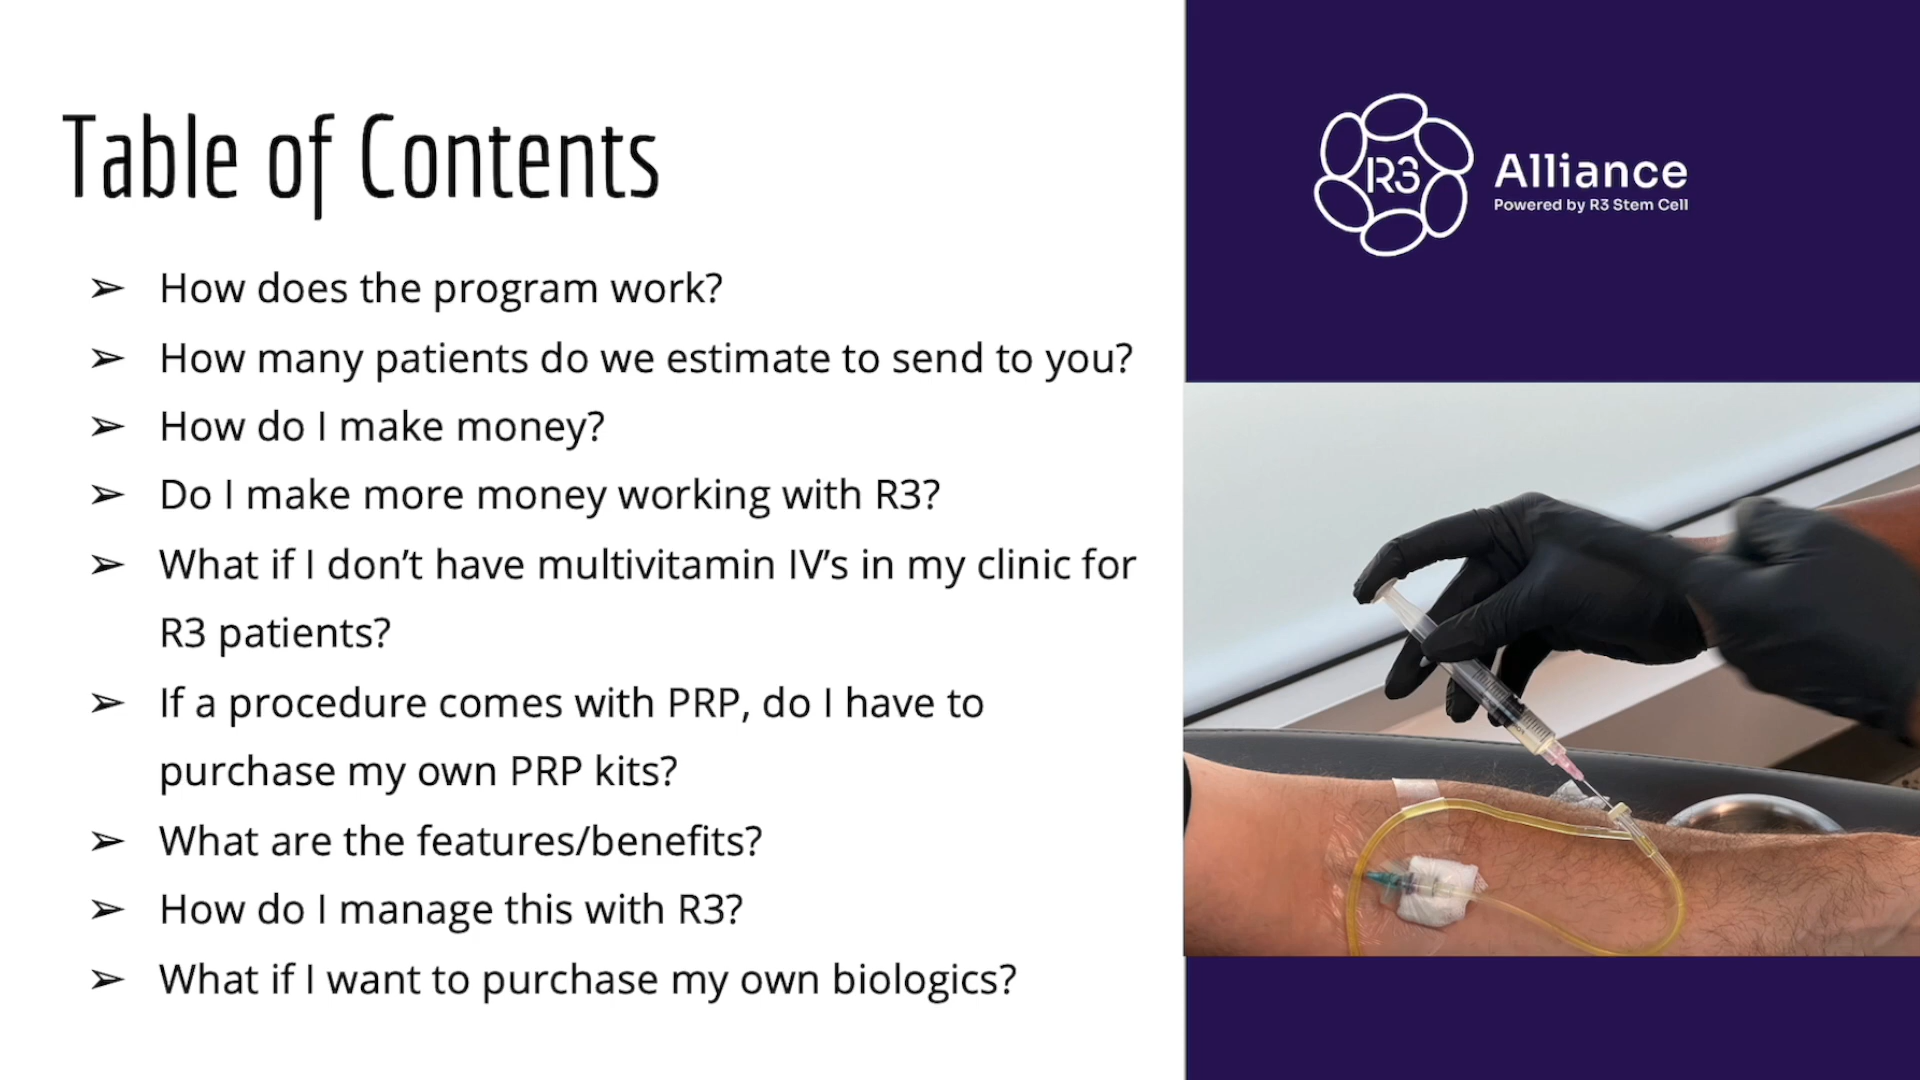 Table of Contents
➢ How does the program work?
➢ How many patients do we estimate to send to you?
➢ How do I make money?
➢ Do I make more money working with R3?
➢ What if I don’t have multivitamin IV’s in my clinic for
R3 patients?
➢ If a procedure comes with PRP, do I have to
purchase my own PRP kits?
➢ What are the features/benefits?
➢ How do I manage this with R3?
➢ What if I want to purchase my own biologics?
R3
Alliance
Powered by R3 Stem Cell